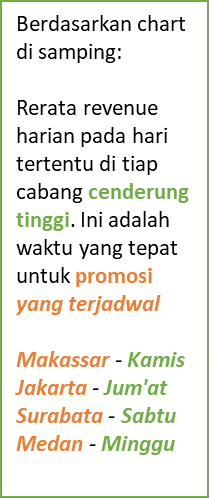 Berdasarkan chart
di samping:
Rerata revenue
harian pada hari
tertentu di tiap
cabang cenderung
tinggi. Ini adalah
waktu yang tepat
untuk promosi
yang terjadwal
Makassar - Kamis
Jakarta - Jum'at
Surabata - Sabtu
Medan - Minggu